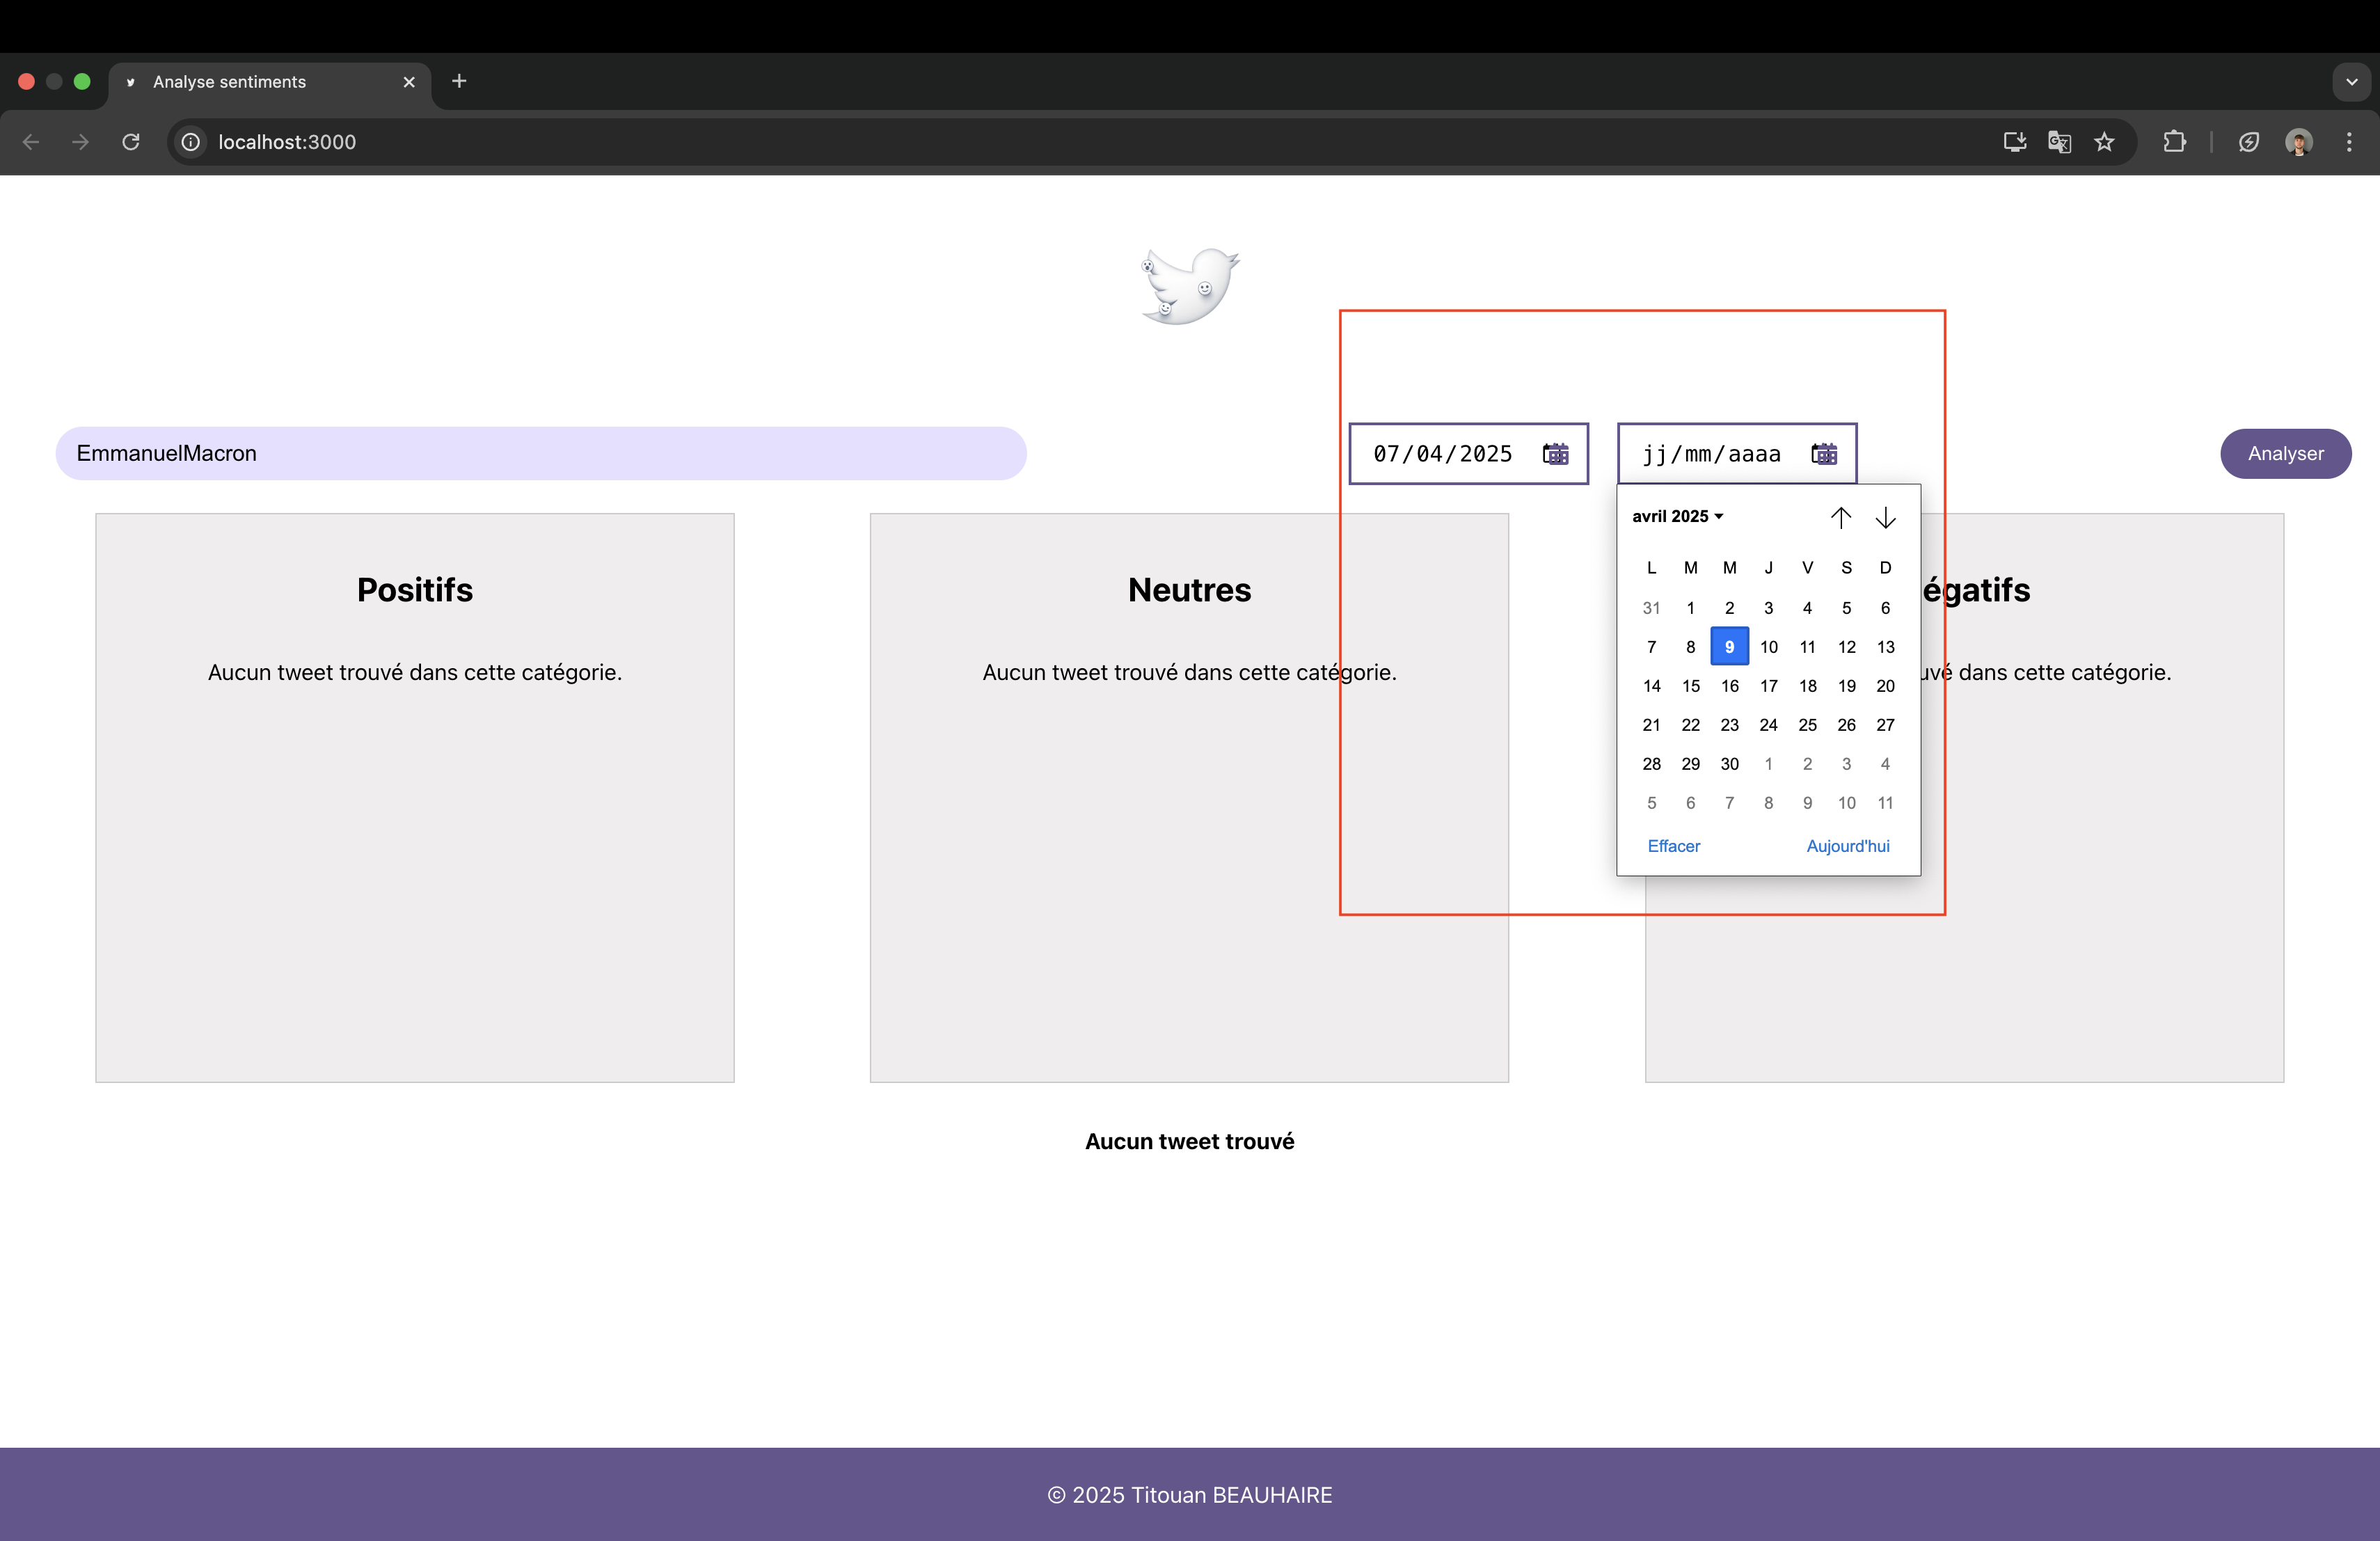 Analyse sentiments
localhost:3000
EmmanuelMacron
07/04/2025
jj/mm/aaaa
Analyser
avril 2025
L M M J V S D
31 1 2 3 4 5 6
7 8 9 10 11 12 13
14 15 16 17 18 19 20
21 22 23 24 25 26 27
28 29 30 1 2 3 4
5 6 7 8 9 10 11
Effacer Aujourd'hui
Positifs
Aucun tweet trouvé dans cette catégorie.
Neutres
Aucun tweet trouvé dans cette catégorie.
égatifs
uvé dans cette catégorie.
Aucun tweet trouvé
© 2025 Titouan BEAUHAIRE